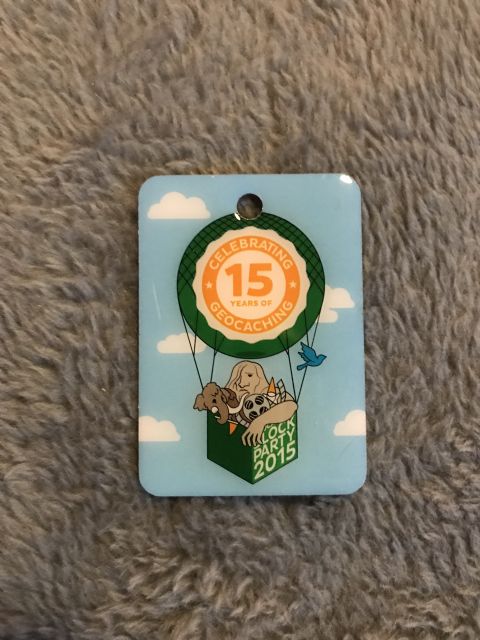 CELEBRATING
15
YEARS OF
GEOCACHING
PARTY
2015